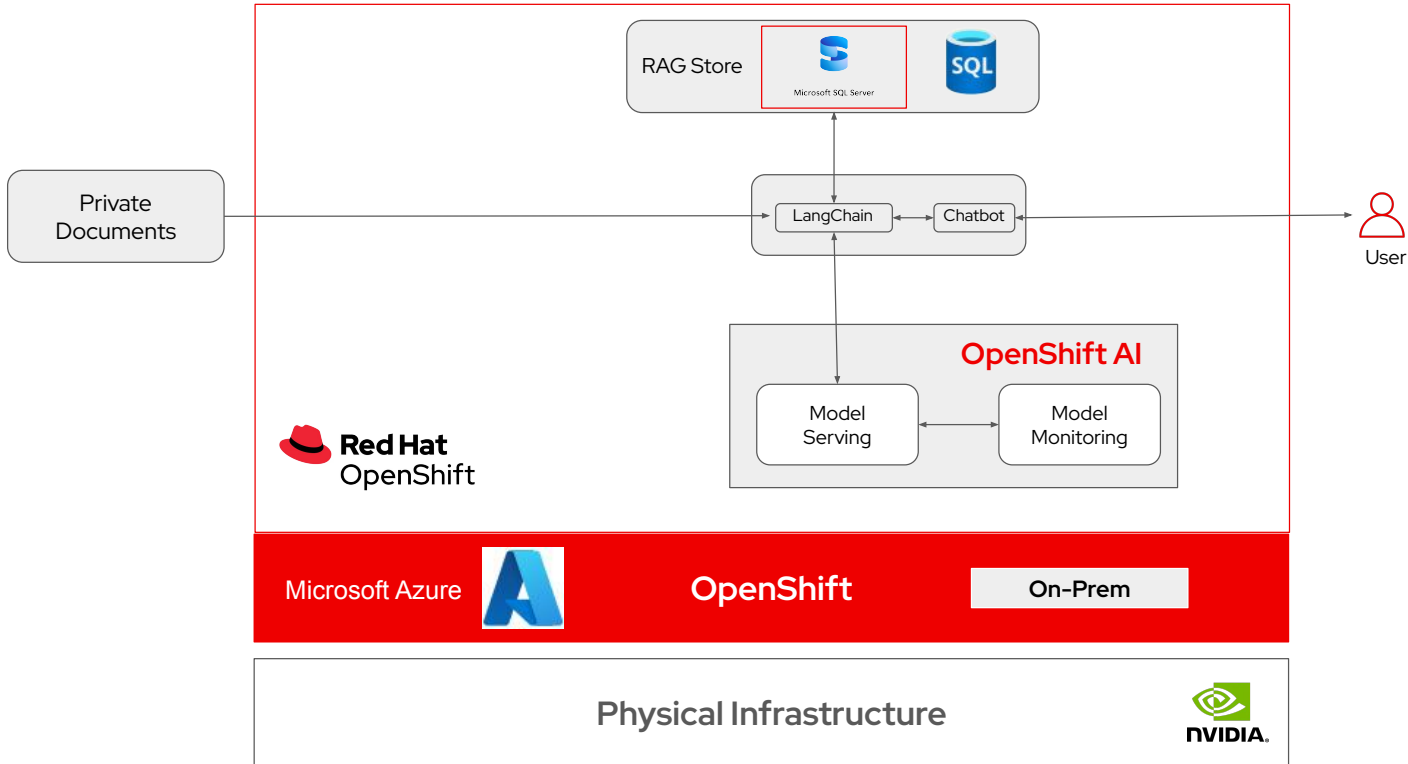 RAG Store
Microsoft SQL Server
SQL
Private
Documents
LangChain
Chatbot
User
OpenShift AI
Model
Serving
Model
Monitoring
Red Hat
OpenShift
Microsoft Azure
OpenShift
On-Prem
Physical Infrastructure
NVIDIA.